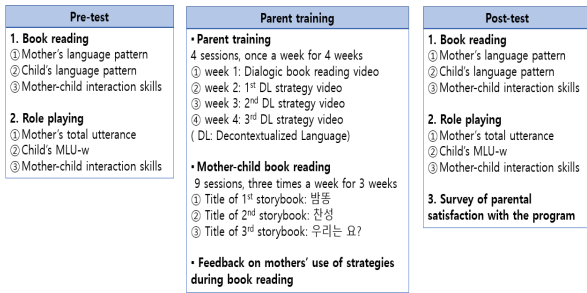 Pre-test
1. Book reading
① Mother's language pattern
② Child's language pattern
③ Mother-child interaction skills
2. Role playing
① Mother's total utterance
② Child's MLU-w
③ Mother-child interaction skills
Parent training
▪ Parent training
4 sessions, once a week for 4 weeks
① week 1: Dialogic book reading video
② week 2: 1st DL strategy video
③ week 3: 2nd DL strategy video
④ week 4: 3rd DL strategy video
( DL: Decontextualized Language)
▪ Mother-child book reading
9 sessions, three times a week for 3 weeks
① Title of 1st storybook: 밤똥
② Title of 2nd storybook: 찬성
③ Title of 3rd storybook: 우리는 요?
▪ Feedback on mothers' use of strategies
during book reading
Post-test
1. Book reading
① Mother's language pattern
② Child's language pattern
③ Mother-child interaction skills
2. Role playing
① Mother's total utterance
② Child's MLU-w
③ Mother-child interaction skills
3. Survey of parental
satisfaction with the program